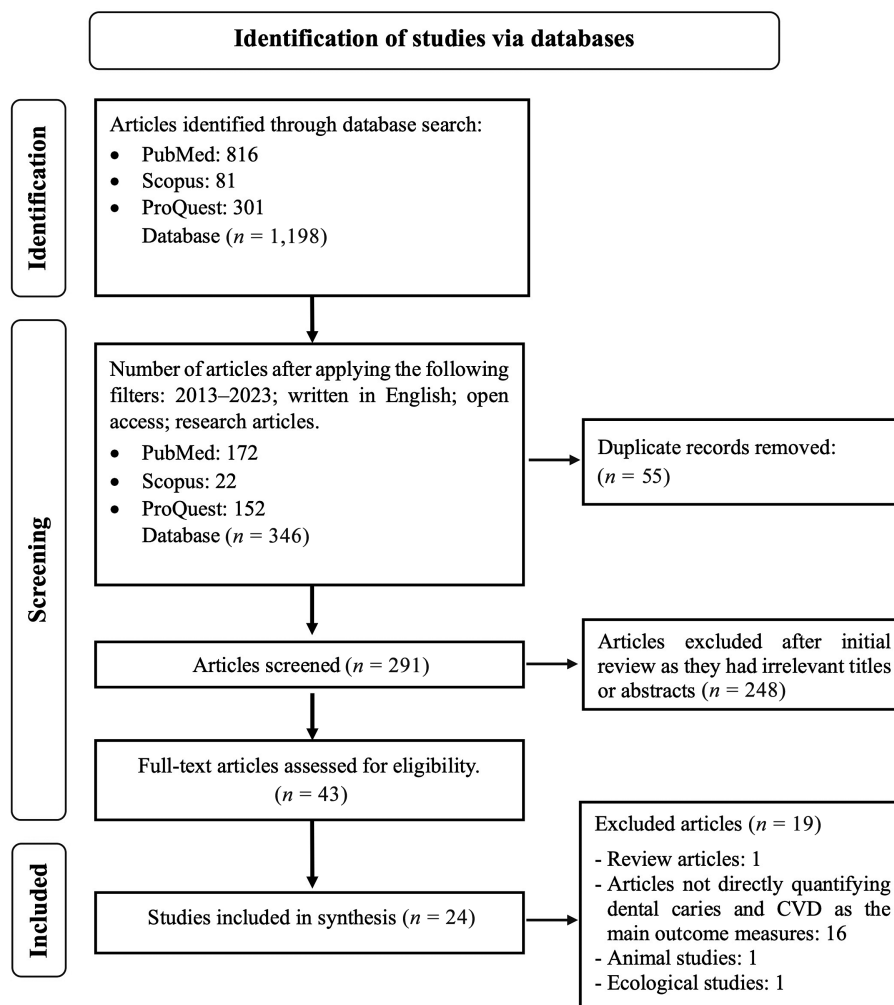 Identification of studies via databases
Identification
Articles identified through database search:
• PubMed: 816
• Scopus: 81
• ProQuest: 301
Database (n = 1,198)
Screening
Number of articles after applying the following
filters: 2013–2023; written in English; open
access; research articles.
• PubMed: 172
• Scopus: 22
• ProQuest: 152
Database (n = 346)
Duplicate records removed:
(n = 55)
Articles screened (n = 291)
Articles excluded after initial
review as they had irrelevant titles
or abstracts (n = 248)
Full-text articles assessed for eligibility.
(n = 43)
Included
Studies included in synthesis (n = 24)
Excluded articles (n = 19)
- Review articles: 1
- Articles not directly quantifying
dental caries and CVD as the
main outcome measures: 16
- Animal studies: 1
- Ecological studies: 1